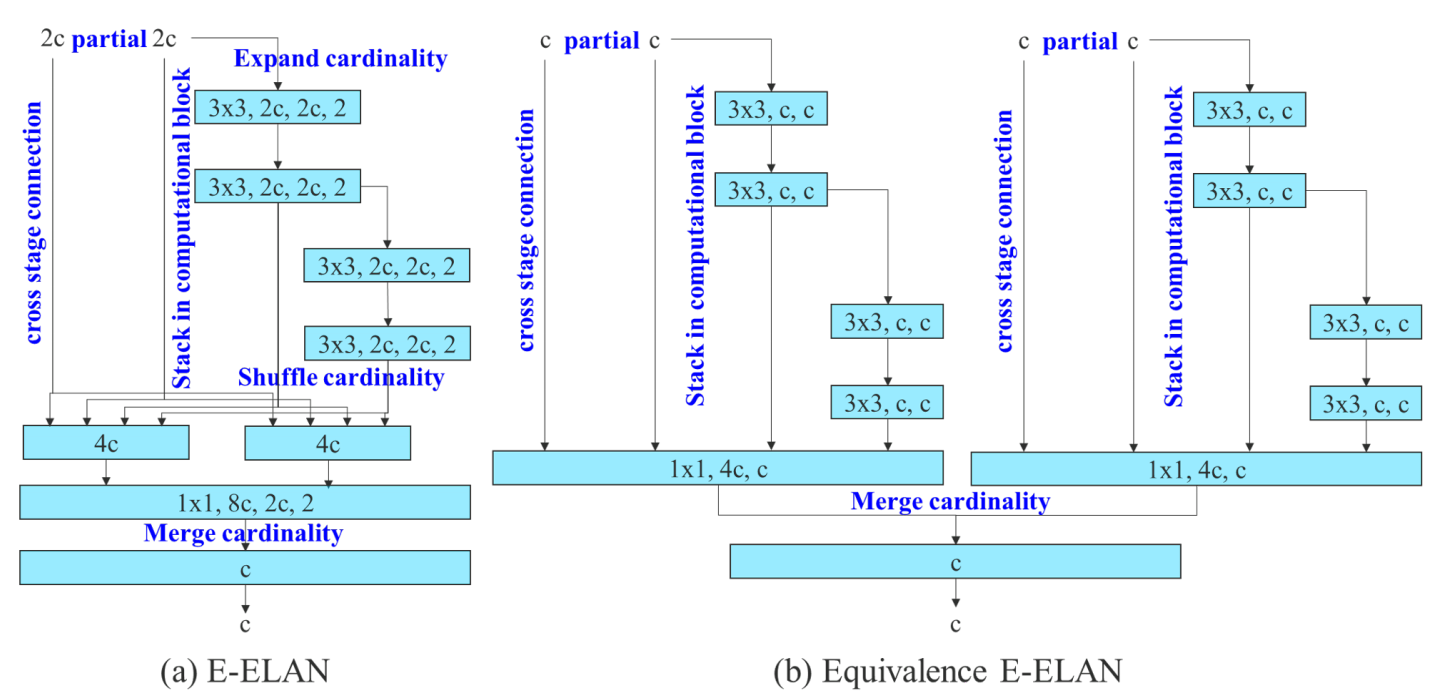 2c partial 2c
Expand cardinality
cross stage connection
Stack in computational block
3x3, 2c, 2c, 2
3x3, 2c, 2c, 2
3x3, 2c, 2c, 2
3x3, 2c, 2c, 2
Shuffle cardinality
4c
4c
1x1, 8c, 2c, 2
Merge cardinality
c
c
(a) E-ELAN
c partial c
cross stage connection
Stack in computational block
3x3, c, c
3x3, c, c
3x3, c, c
3x3, c, c
1x1, 4c, c
c partial c
cross stage connection
Stack in computational block
3x3, c, c
3x3, c, c
3x3, c, c
3x3, c, c
1x1, 4c, c
Merge cardinality
c
c
(b) Equivalence E-ELAN